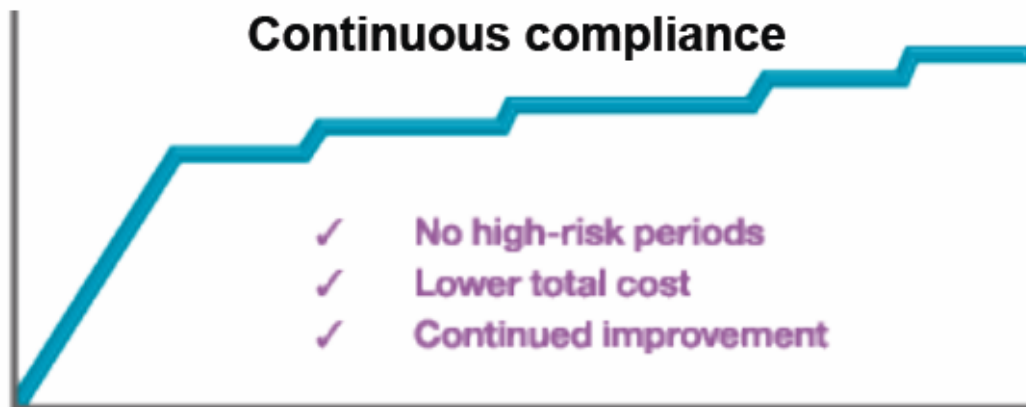 Continuous compliance
✓ No high-risk periods
✓ Lower total cost
✓ Continued improvement